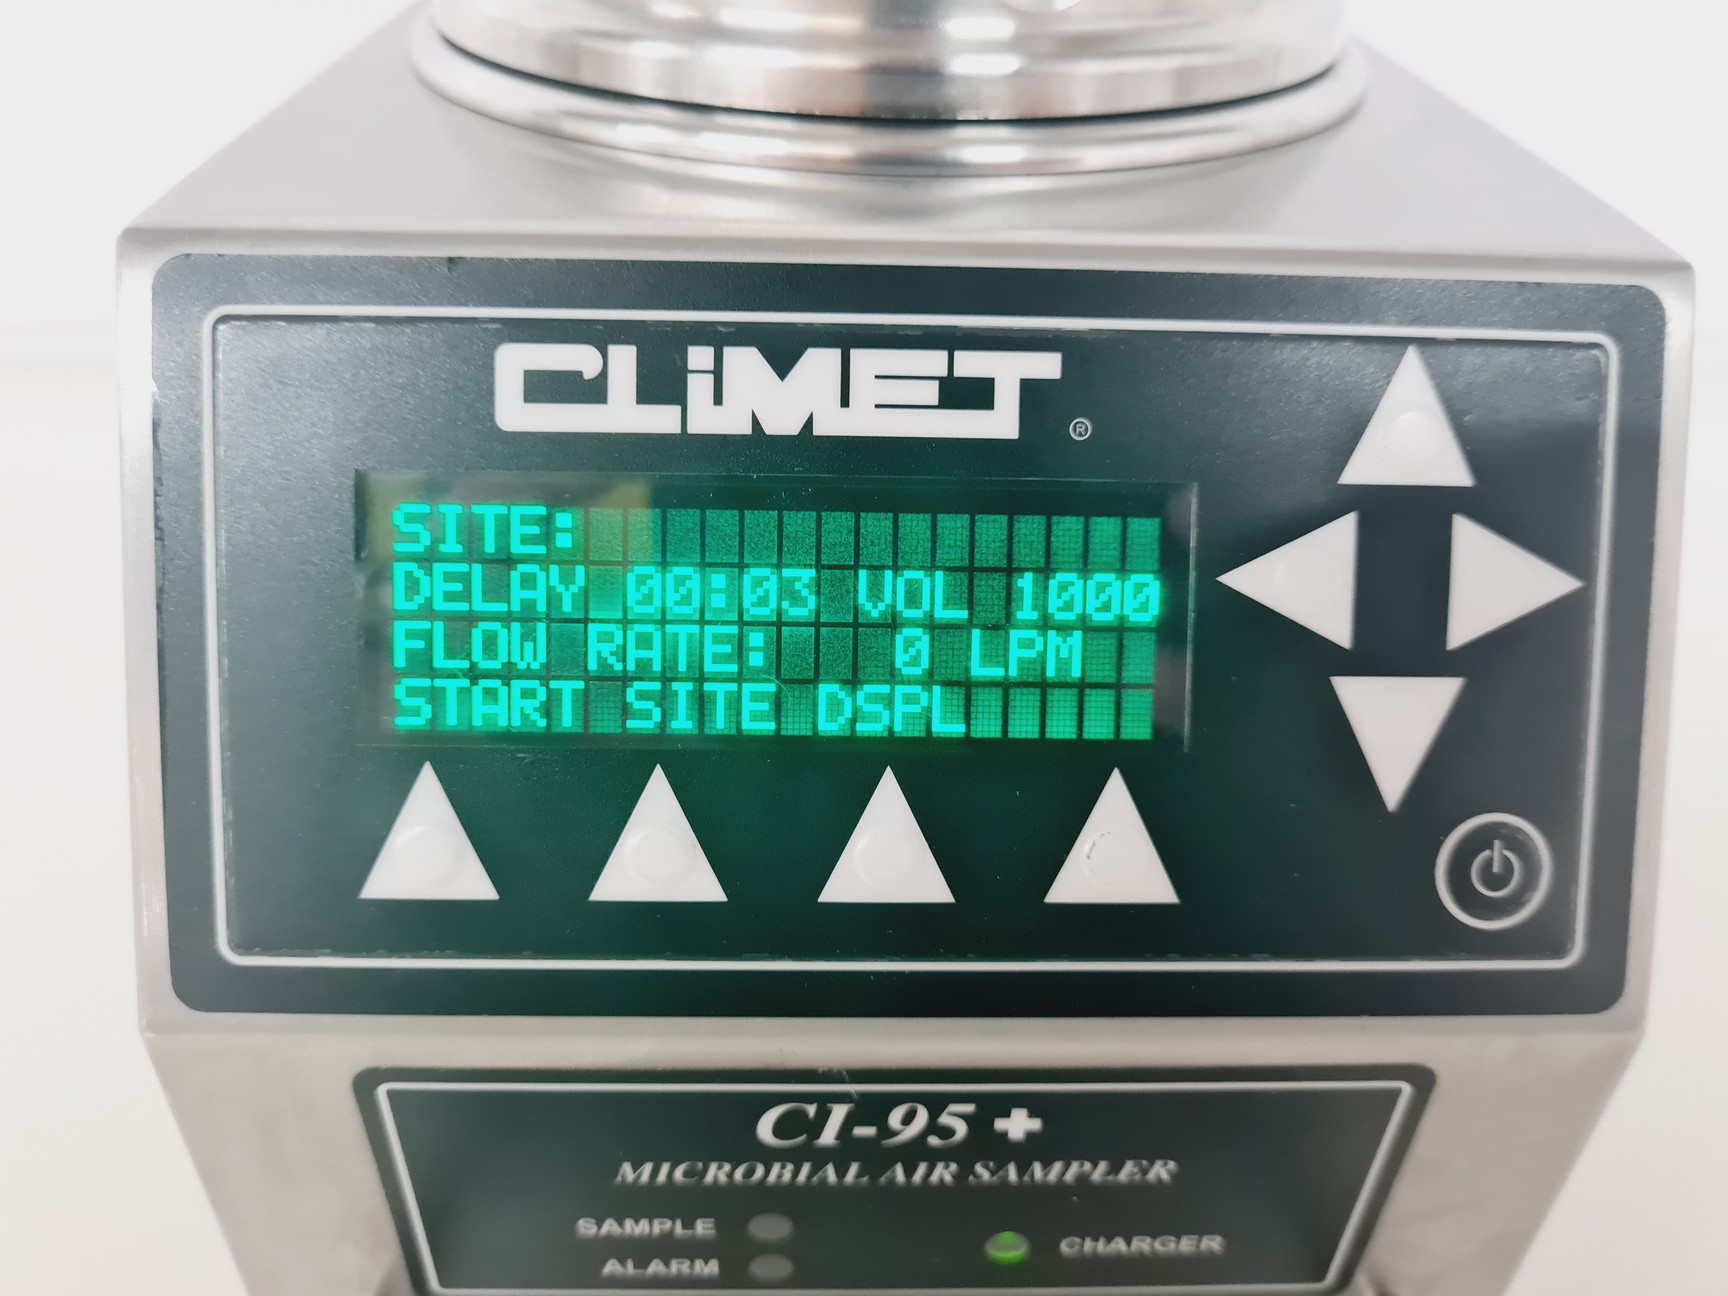 CLiMET ®
SITE:
DELAY 00:03 VOL 1000
FLOW RATE: 0 LPM
START SITE DSPL
CI-95+
MICROBIAL AIR SAMPLER
SAMPLE
CHARGER
ALARM